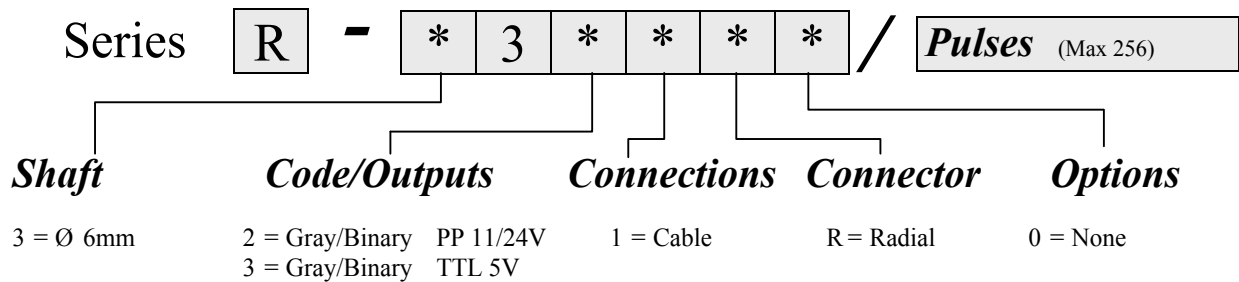 Series R - * 3 * * * * / Pulses (Max 256)
Shaft Code/Outputs Connections Connector Options
3 = Ø 6mm 2 = Gray/Binary PP 11/24V 1 = Cable R = Radial 0 = None
3 = Gray/Binary TTL 5V